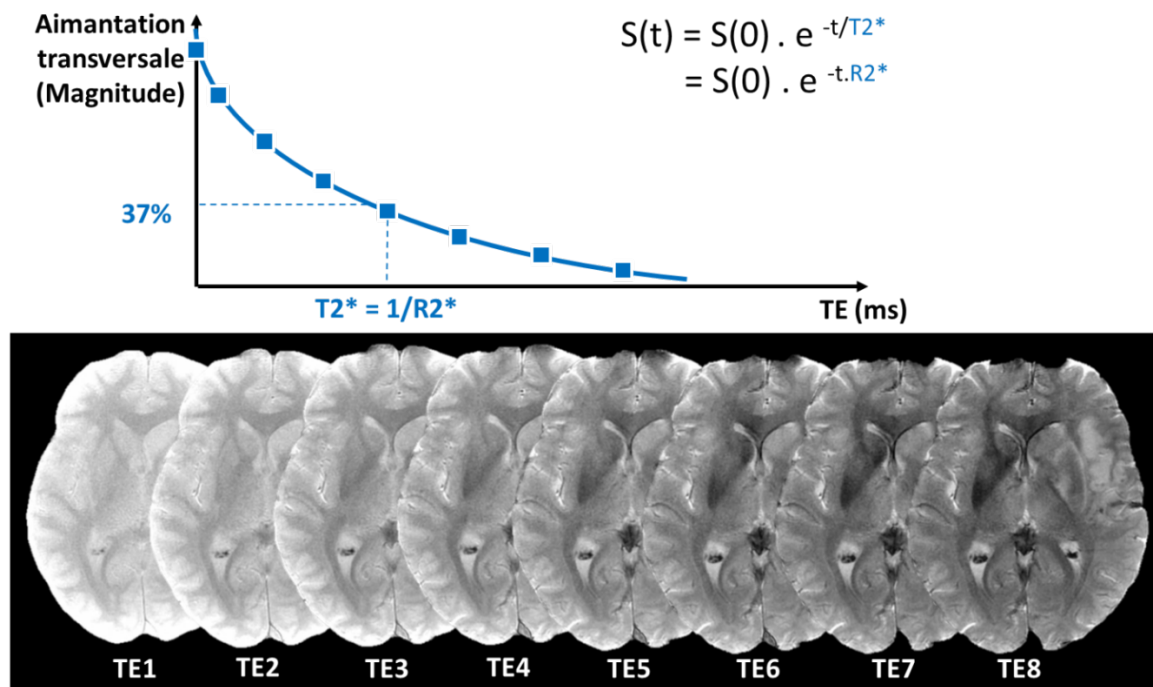 Aimantation
transversale
(Magnitude)
S(t) = S(0) . e -t/T2*
= S(0) . e -t.R2*
37%
T2* = 1/R2*
TE (ms)
TE1 TE2 TE3 TE4 TE5 TE6 TE7 TE8